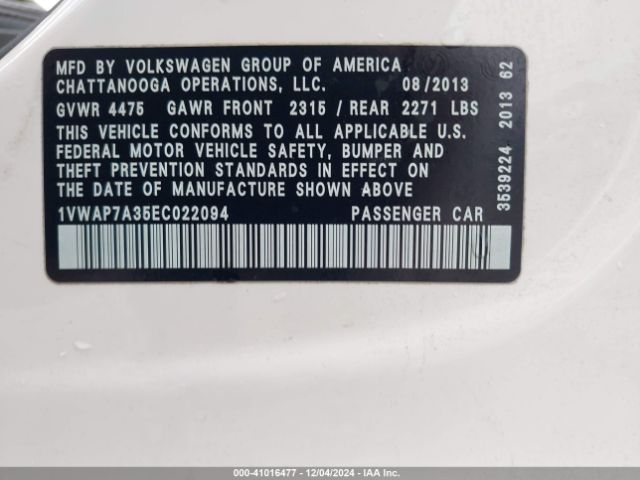 MFD BY VOLKSWAGEN GROUP OF AMERICA
CHATTANOOGA OPERATIONS, LLC. 08/2013
GVWR 4475 GAWR FRONT 2315 / REAR 2271 LBS
THIS VEHICLE CONFORMS TO ALL APPLICABLE U.S.
FEDERAL MOTOR VEHICLE SAFETY, BUMPER AND
THEFT PREVENTION STANDARDS IN EFFECT ON
THE DATE OF MANUFACTURE SHOWN ABOVE
1VWAP7A35EC022094 PASSENGER CAR
3539224 2013 62
000-41016477 - 12/04/2024 - IAAI.com